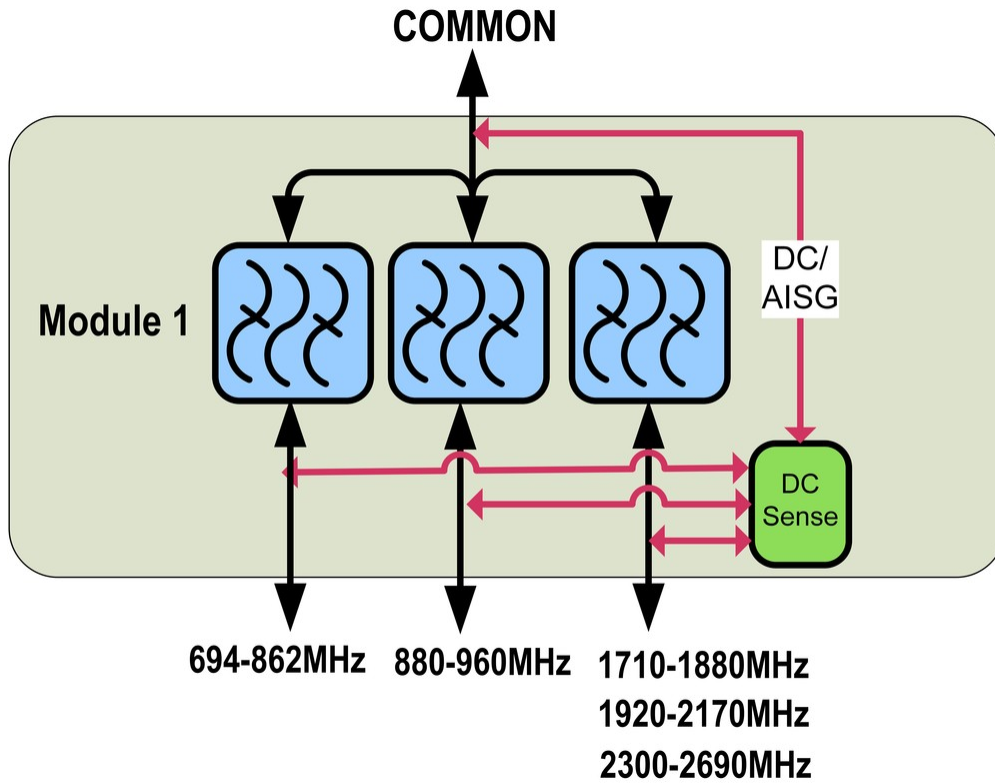 COMMON
DC/
AISG
Module 1
DC
Sense
694-862MHz
880-960MHz
1710-1880MHz
1920-2170MHz
2300-2690MHz